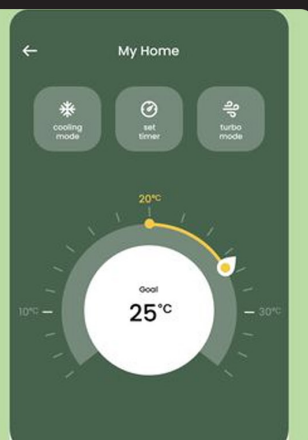 My Home
cooling
mode
set
timer
turbo
mode
20°C
Goal
25°C
10°C
30°C